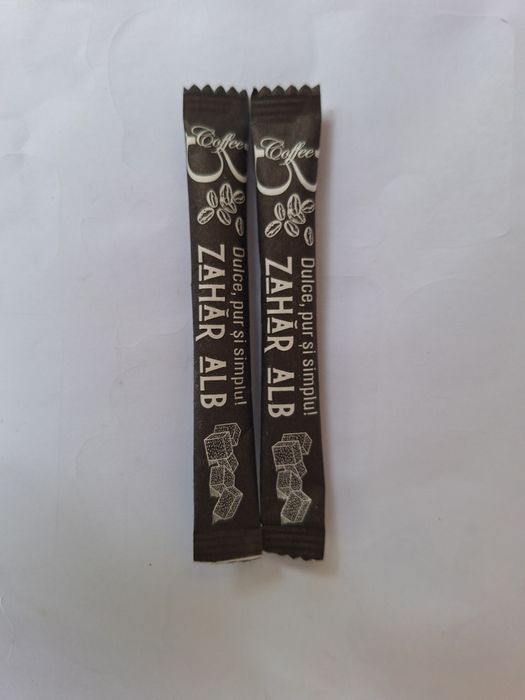 Coffee
Dulce, pur și simplu!
ZAHĂR ALB
Coffee
Dulce, pur și simplu!
ZAHĂR ALB